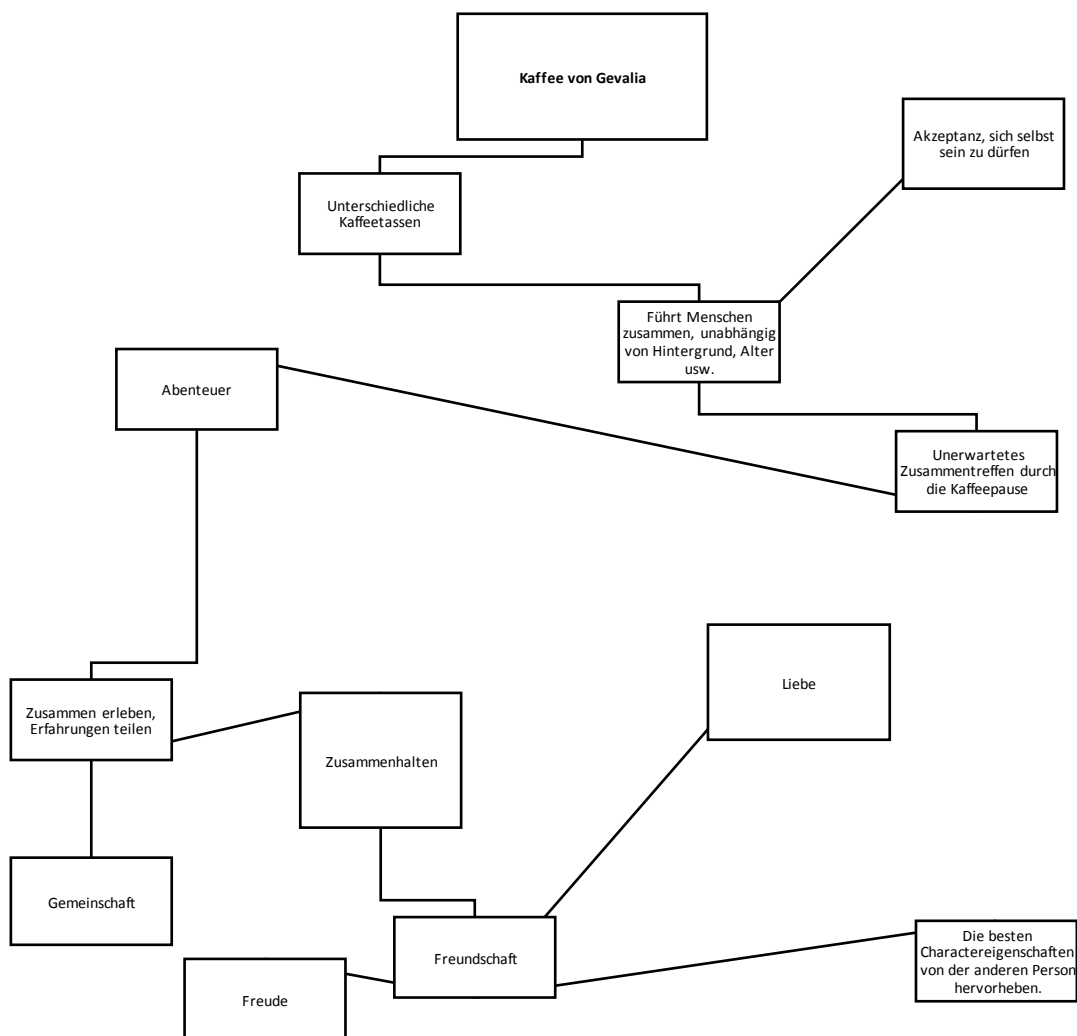 Kaffee von Gevalia
Akzeptanz, sich selbst
sein zu dürfen
Unterschiedliche
Kaffeetassen
Führt Menschen
zusammen, unabhängig
von Hintergrund, Alter
usw.
Abenteuer
Unerwartetes
Zusammentreffen durch
die Kaffeepause
Liebe
Zusammen erleben,
Erfahrungen teilen
Zusammenhalten
Gemeinschaft
Freundschaft
Die besten
Charactereigenschaften
von der anderen Person
hervorheben.
Freude